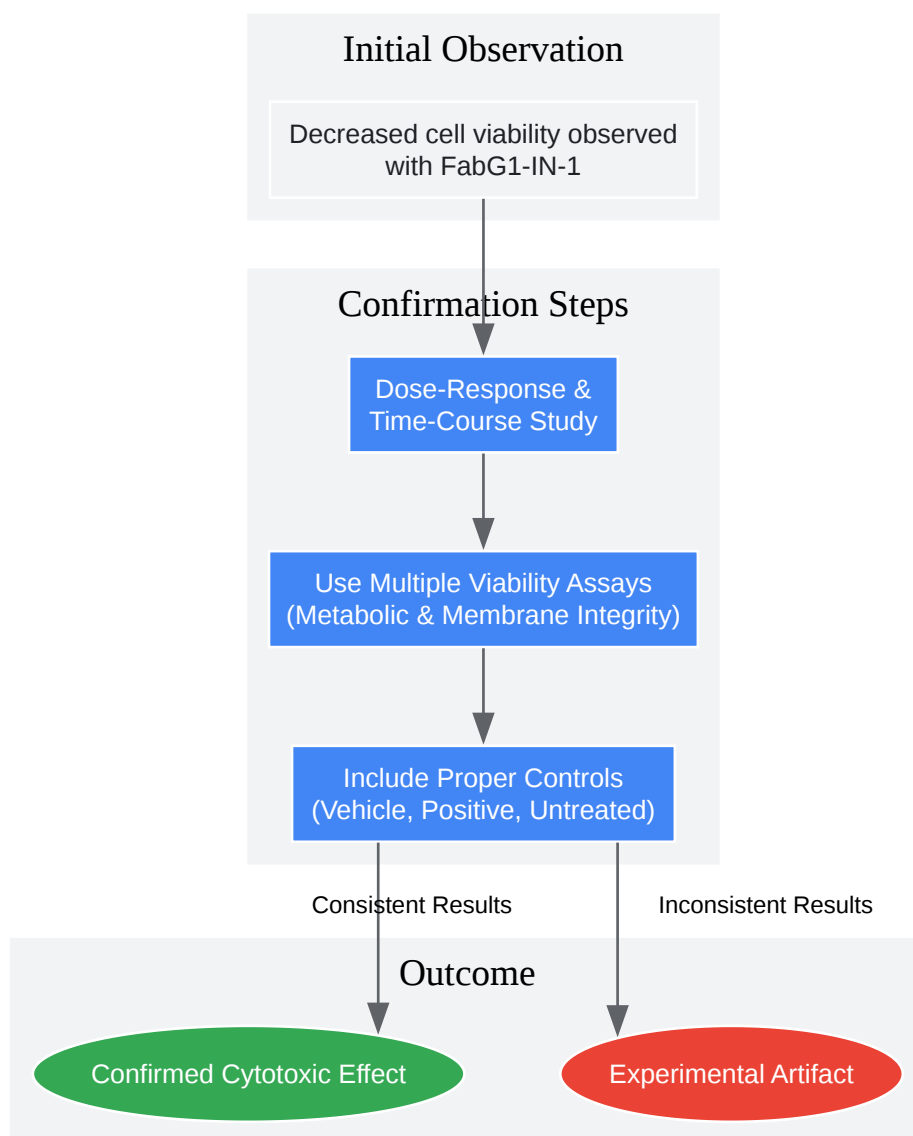 Initial Observation
Decreased cell viability observed
with FabG1-IN-1
Confirmation Steps
Dose-Response &
Time-Course Study
Use Multiple Viability Assays
(Metabolic & Membrane Integrity)
Include Proper Controls
(Vehicle, Positive, Untreated)
Consistent Results
Inconsistent Results
Outcome
Confirmed Cytotoxic Effect
Experimental Artifact